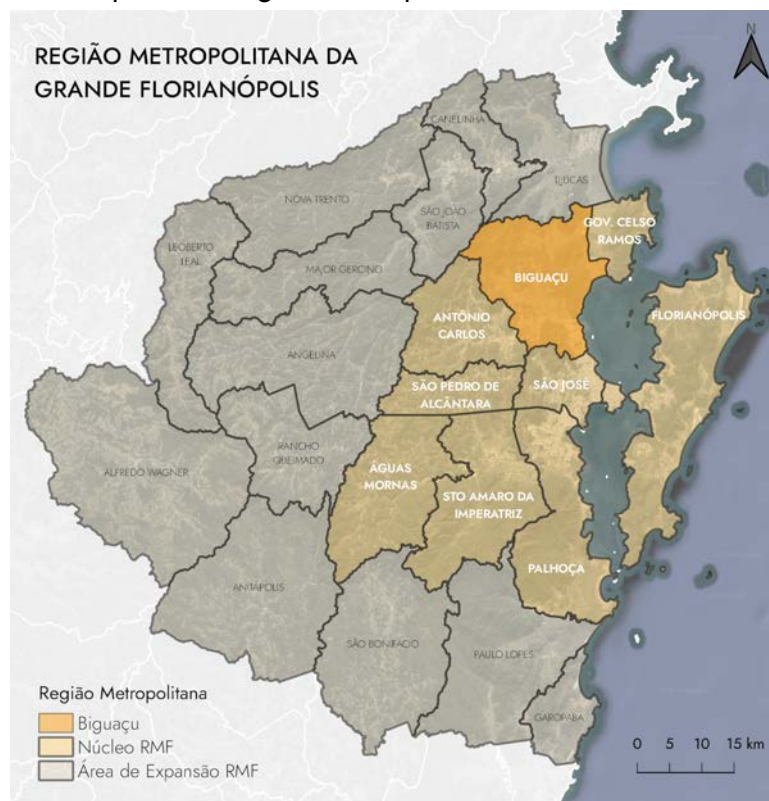 REGIÃO METROPOLITANA DA
GRANDE FLORIANÓPOLIS
N
CANELINHA
TIJUCAS
NOVA TRENTO
SÃO JOÃO
BATISTA
GOV. CELSO
RAMOS
LEOBERTO
LEAL
MAJOR GERCINO
BIGUAÇU
ANTÔNIO
CARLOS
FLORIANÓPOLIS
ANGELINA
SÃO PEDRO DE
ALCÂNTARA
SÃO JOSÉ
RANCHO
QUEIMADO
ALFREDO WAGNER
ÁGUAS
MORNAS
STO AMARO DA
IMPERATRIZ
PALHOÇA
ANITÁPOLIS
SÃO BONIFÁCIO
PAULO LOPES
GAROPABA
Região Metropolitana
Biguaçu
Núcleo RMF
Área de Expansão RMF
0 5 10 15 km